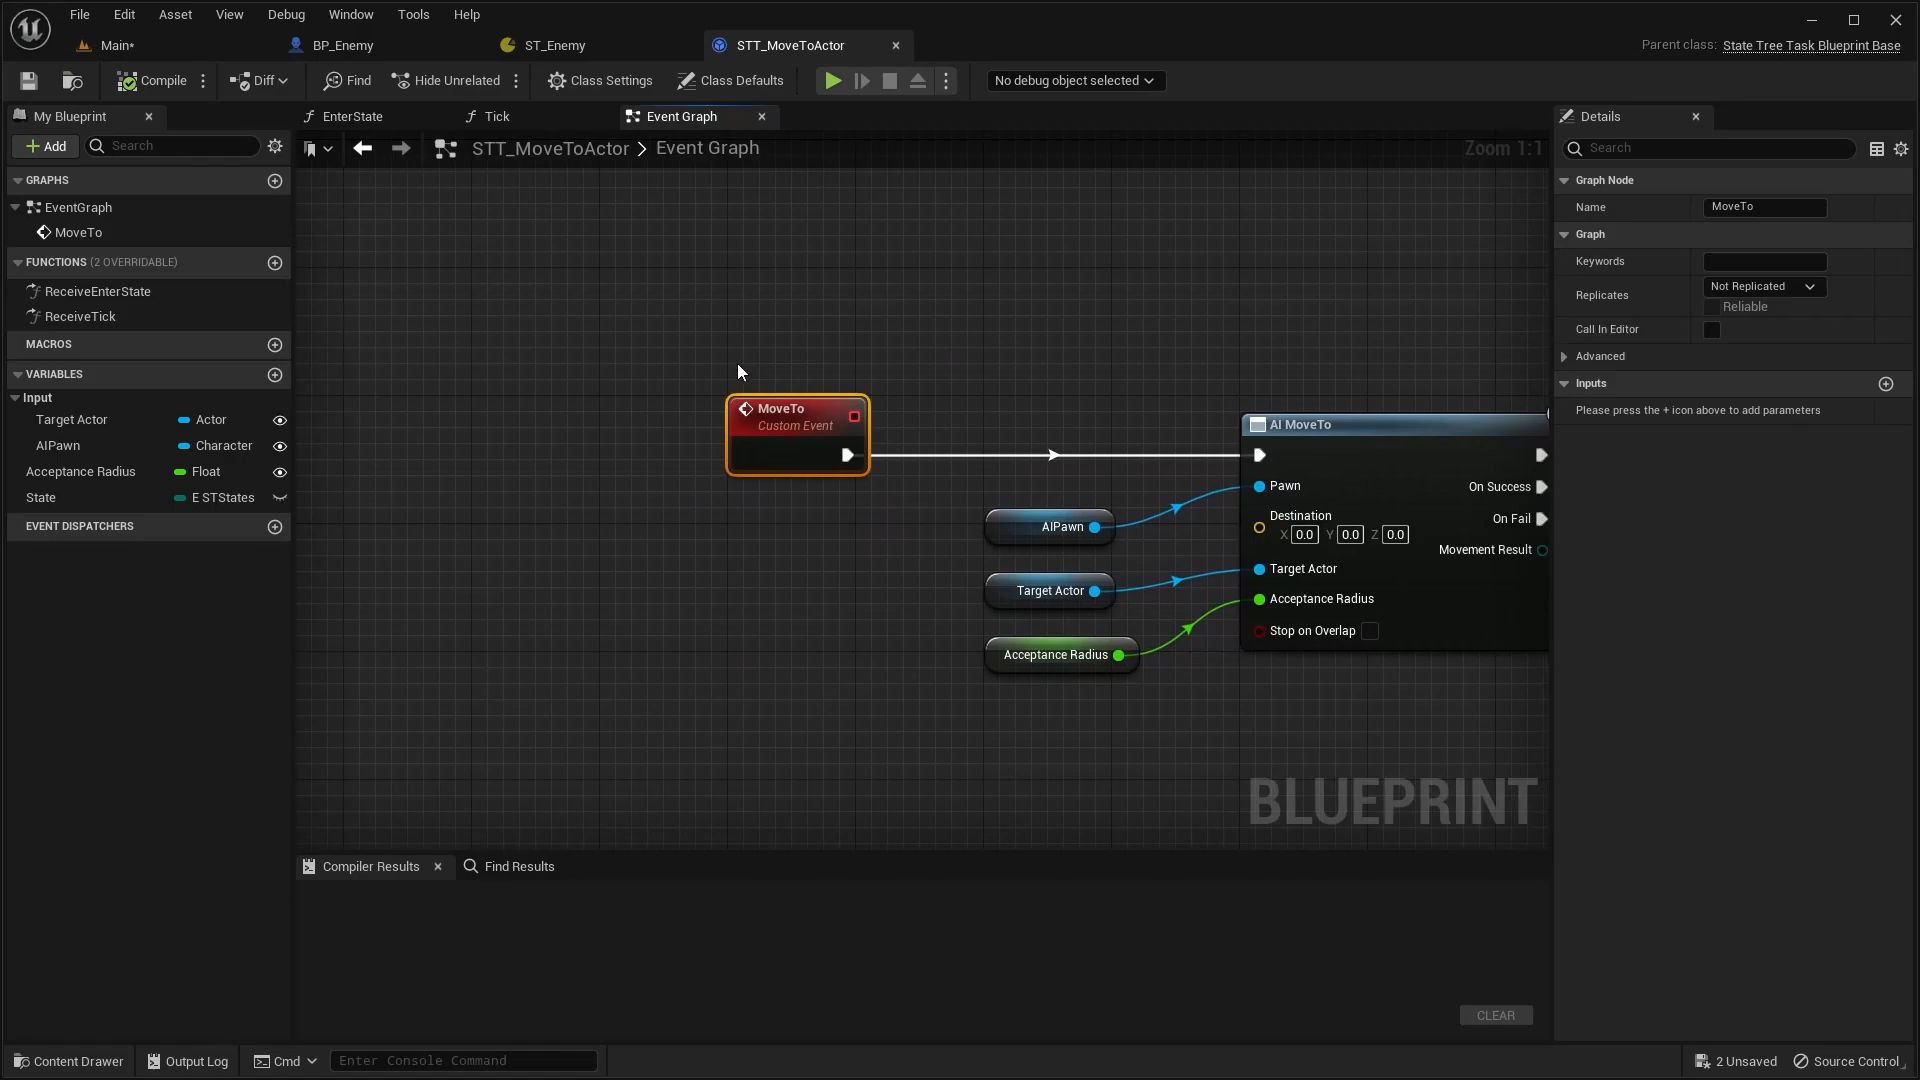 File Edit Asset View Debug Window Tools Help
Main* BP_Enemy ST_Enemy STT_MoveToActor
Parent class: State Tree Task Blueprint Base
Compile Diff Find Hide Unrelated Class Settings Class Defaults No debug object selected
My Blueprint
EnterState Tick Event Graph
Details
Add Search
STT_MoveToActor > Event Graph Zoom 1:1
Search
GRAPHS
EventGraph
MoveTo
FUNCTIONS (2 OVERRIDABLE)
ReceiveEnterState
ReceiveTick
MACROS
VARIABLES
Input
Target Actor Actor
AIPawn Character
Acceptance Radius Float
State E STStates
EVENT DISPATCHERS
MoveTo
Custom Event
AIPawn
Target Actor
Acceptance Radius
AI MoveTo
Pawn On Success
Destination On Fail
X 0.0 Y 0.0 Z 0.0
Movement Result
Target Actor
Acceptance Radius
Stop on Overlap
BLUEPRINT
Graph Node
Name MoveTo
Graph
Keywords
Replicates Not Replicated
Reliable
Call In Editor
Advanced
Inputs
Please press the + icon above to add parameters
Compiler Results Find Results
CLEAR
Content Drawer Output Log Cmd Enter Console Command 2 Unsaved Source Control